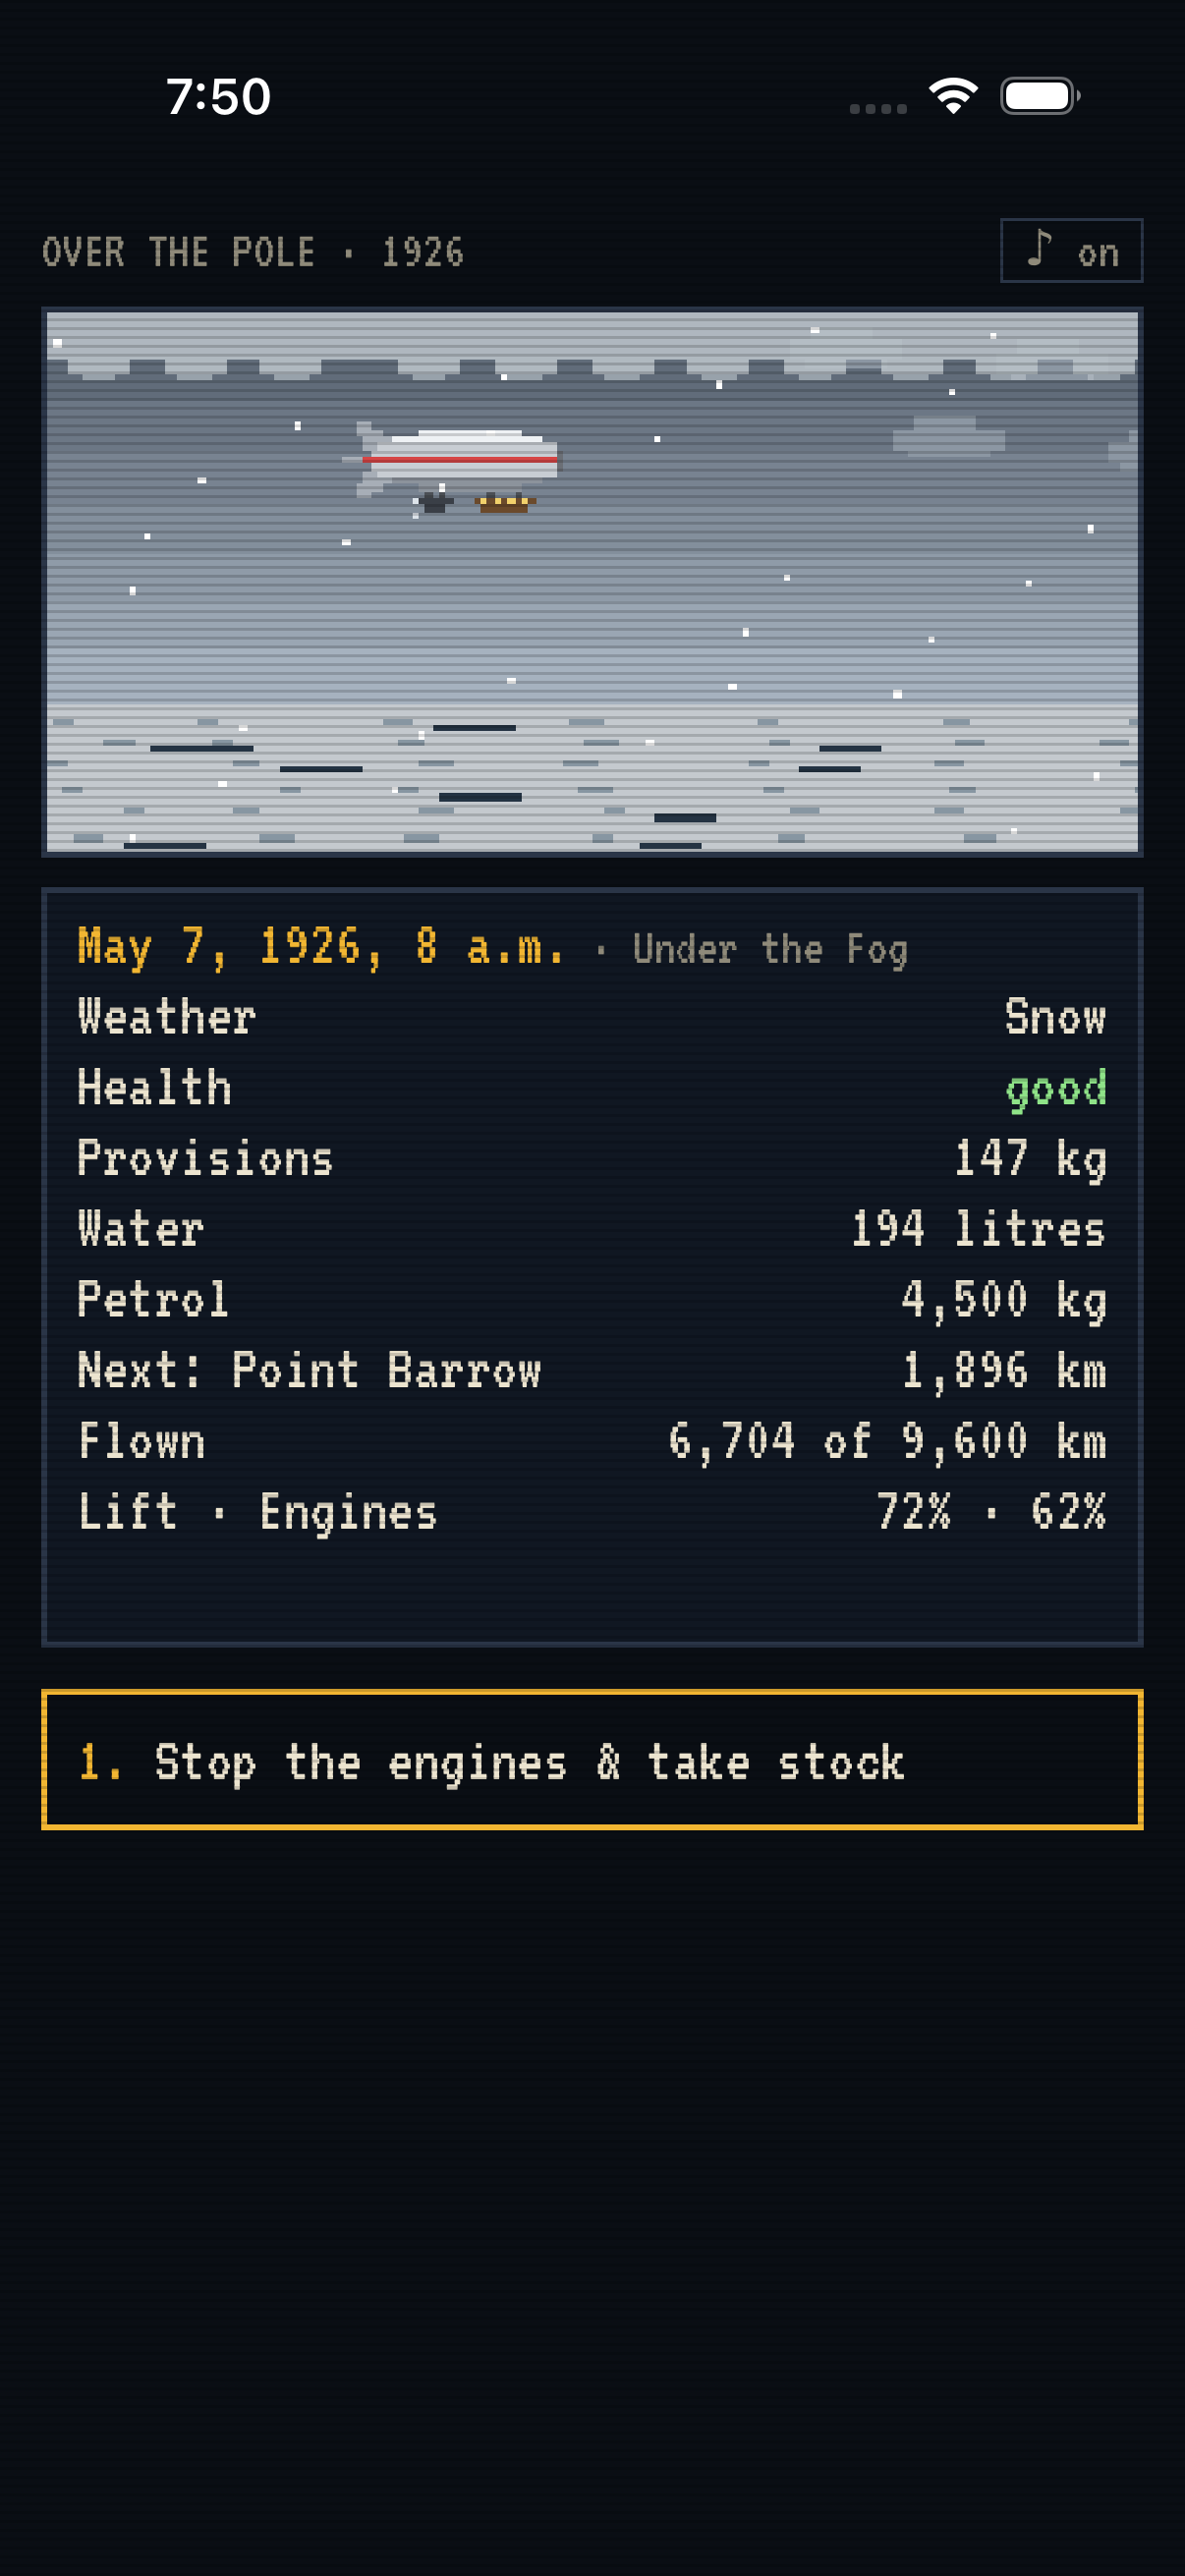 7:50
OVER THE POLE · 1926 ♪ on
May 7, 1926, 8 a.m. · Under the Fog
Weather Snow
Health good
Provisions 147 kg
Water 194 litres
Petrol 4,500 kg
Next: Point Barrow 1,896 km
Flown 6,704 of 9,600 km
Lift · Engines 72% · 62%
1. Stop the engines & take stock